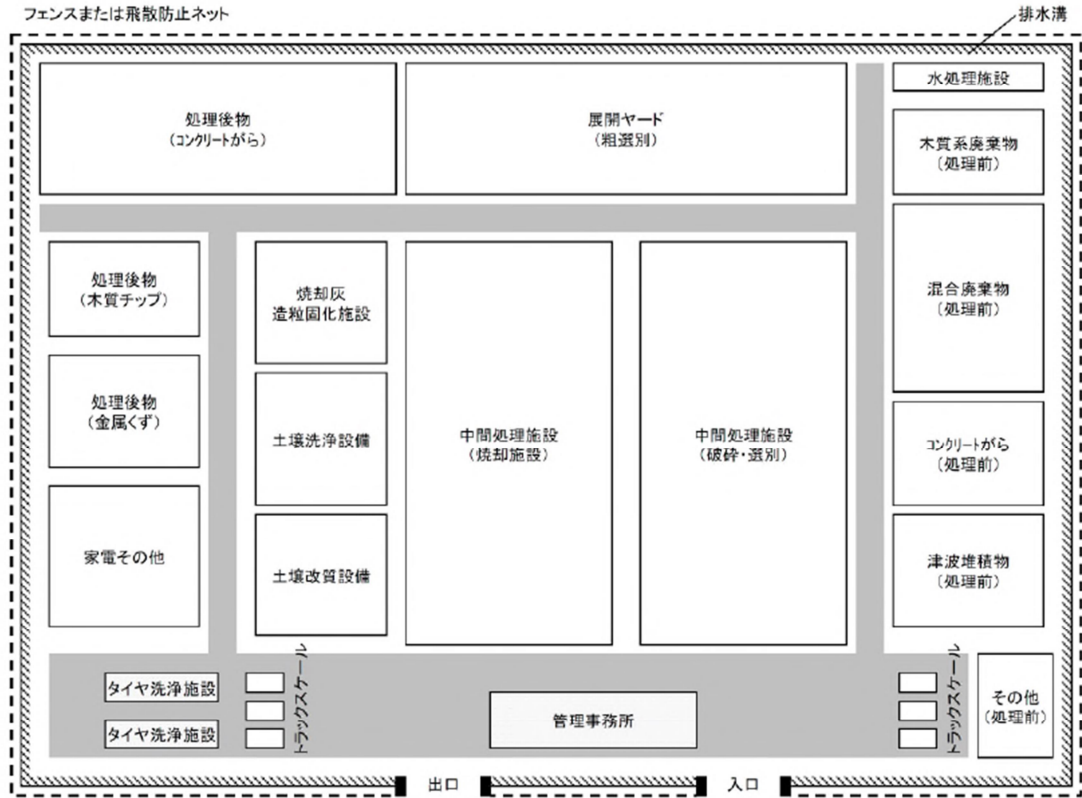 フェンスまたは飛散防止ネット
排水溝
処理後物
(コンクリートがら)
展開ヤード
(粗選別)
水処理施設
木質系廃棄物
(処理前)
処理後物
(木質チップ)
焼却灰
造粒固化施設
混合廃棄物
(処理前)
処理後物
(金属くず)
土壌洗浄設備
中間処理施設
(焼却施設)
中間処理施設
(破砕・選別)
コンクリートがら
(処理前)
家電その他
土壌改質設備
津波堆積物
(処理前)
タイヤ洗浄施設
タイヤ洗浄施設
トラックスケール
管理事務所
トラックスケール
その他
(処理前)
出口
入口